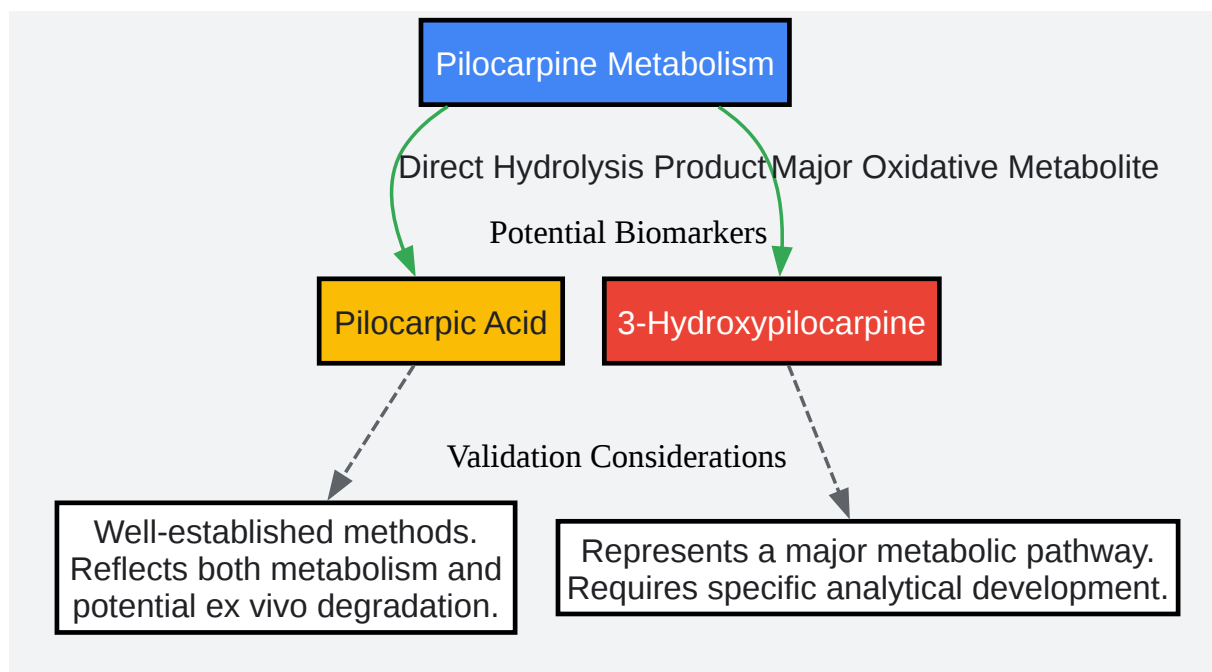 Pilocarpine Metabolism
Direct Hydrolysis Product
Major Oxidative Metabolite
Potential Biomarkers
Pilocarpic Acid
3-Hydroxypilocarpine
Validation Considerations
Well-established methods.
Reflects both metabolism and
potential ex vivo degradation.
Represents a major metabolic pathway.
Requires specific analytical development.